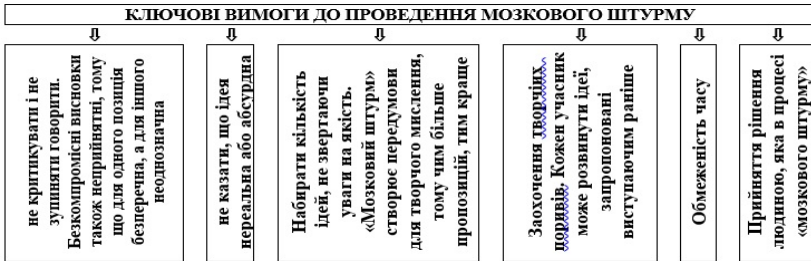 КЛЮЧОВІ ВИМОГИ ДО ПРОВЕДЕННЯ МОЗКОВОГО ШТУРМУ
не критикувати і не
зупиняти говорити.
Безкомпромісні висновки
також неприйнятні, тому
що для одного позиція
безперечна, а для іншого
неоднозначна
не казати, що ідея
нереальна або абсурдна
Набирати кількість
ідей, не звертаючи
уваги на якість.
«Мозковий штурм»
створює передумови
для творчого мислення,
тому чим більше
пропозицій, тим краще
Заохочення творчіих
поривів. Кожен учасник
може розвинути ідеї,
запропоновані
виступаючим раніше
Обмеженість часу
Прийняття рішення
людиною, яка в процесі
«мозкового штурму»